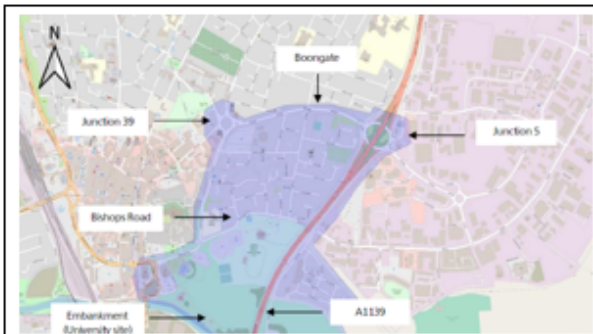 N
Boongate
Junction 39
Junction 5
Bishops Road
Embankment
(University site)
A1139